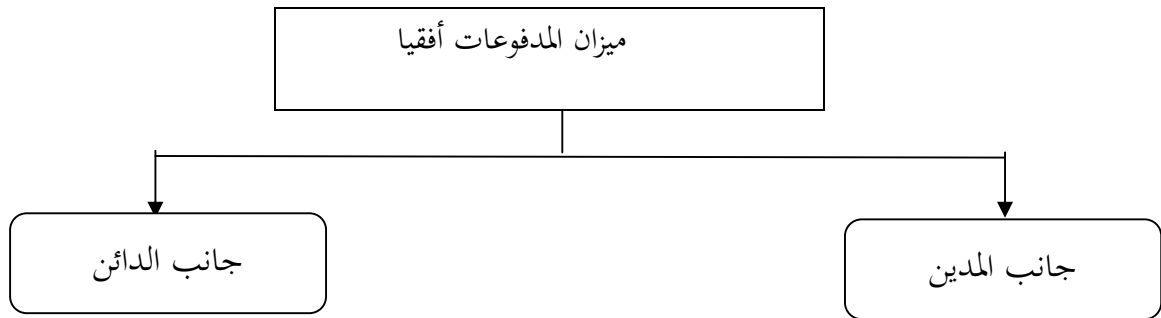 ميزان المدفوعات أفقيا
جانب المدين
جانب الدائن